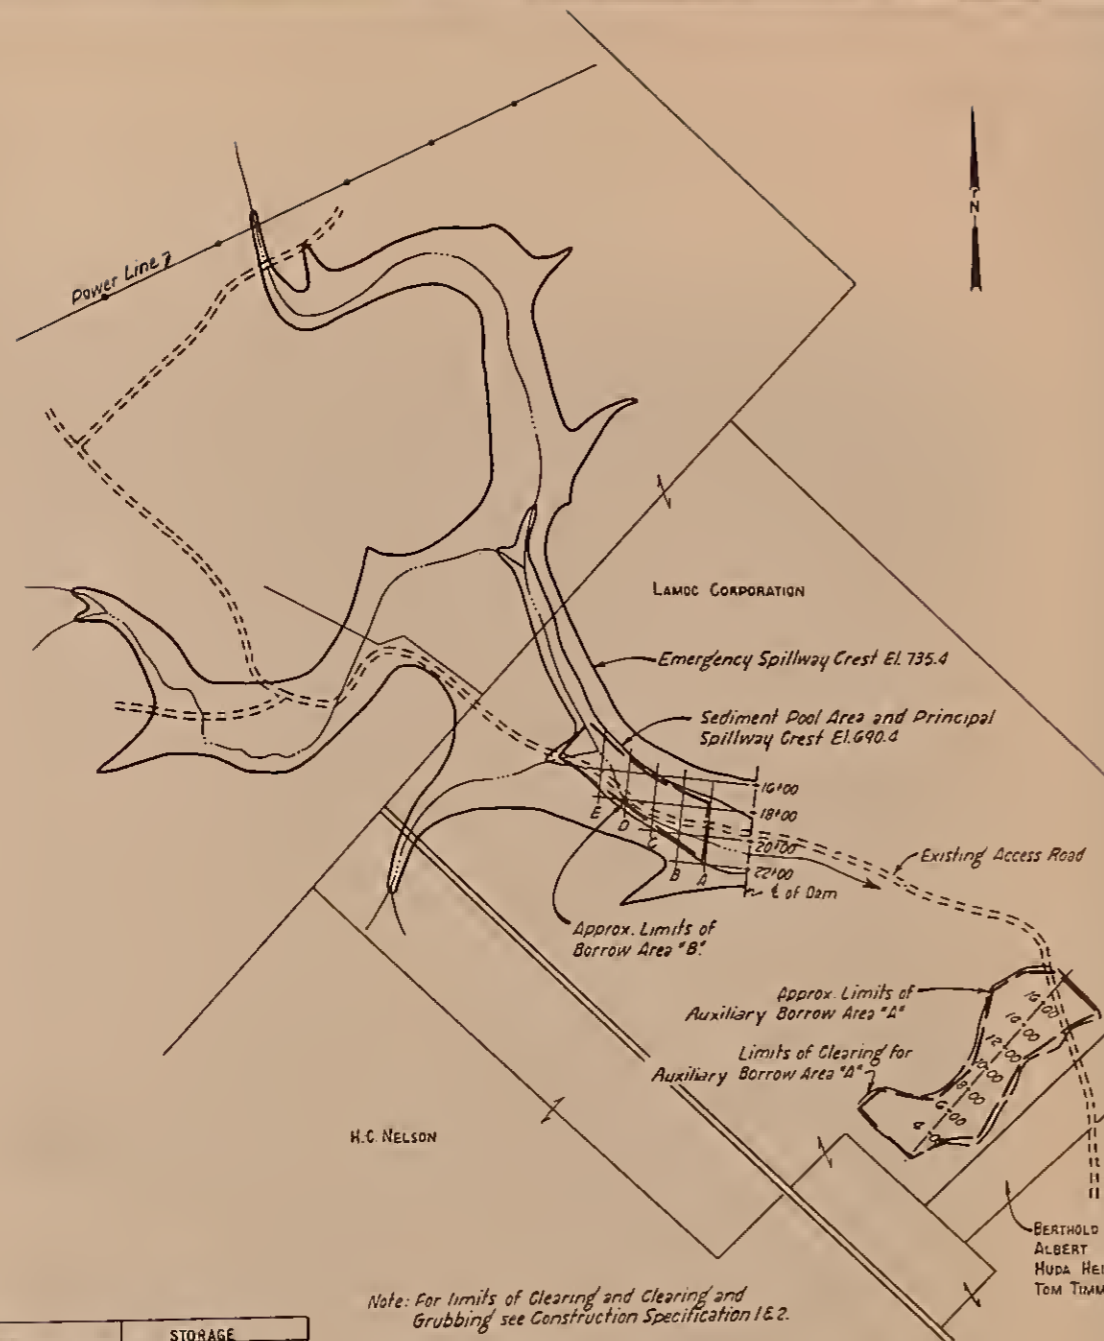 N
Power Line
LAMOC CORPORATION
Emergency Spillway Crest El. 735.4
Sediment Pool Area and Principal
Spillway Crest El. 690.4
16+00
18+00
20+00
22+00
E
D
C
B
A
℄ of Dam
Existing Access Road
Approx. Limits of
Borrow Area "B".
Approx. Limits of
Auxiliary Borrow Area "A"
Limits of Clearing for
Auxiliary Borrow Area "A"
16+00
12+00
10+00
8+00
6+00
H.C. NELSON
BERTHOLD
ALBERT
HUDA
TOM
Note: For limits of Clearing and Clearing and
Grubbing see Construction Specification 1&2.
STORAGE